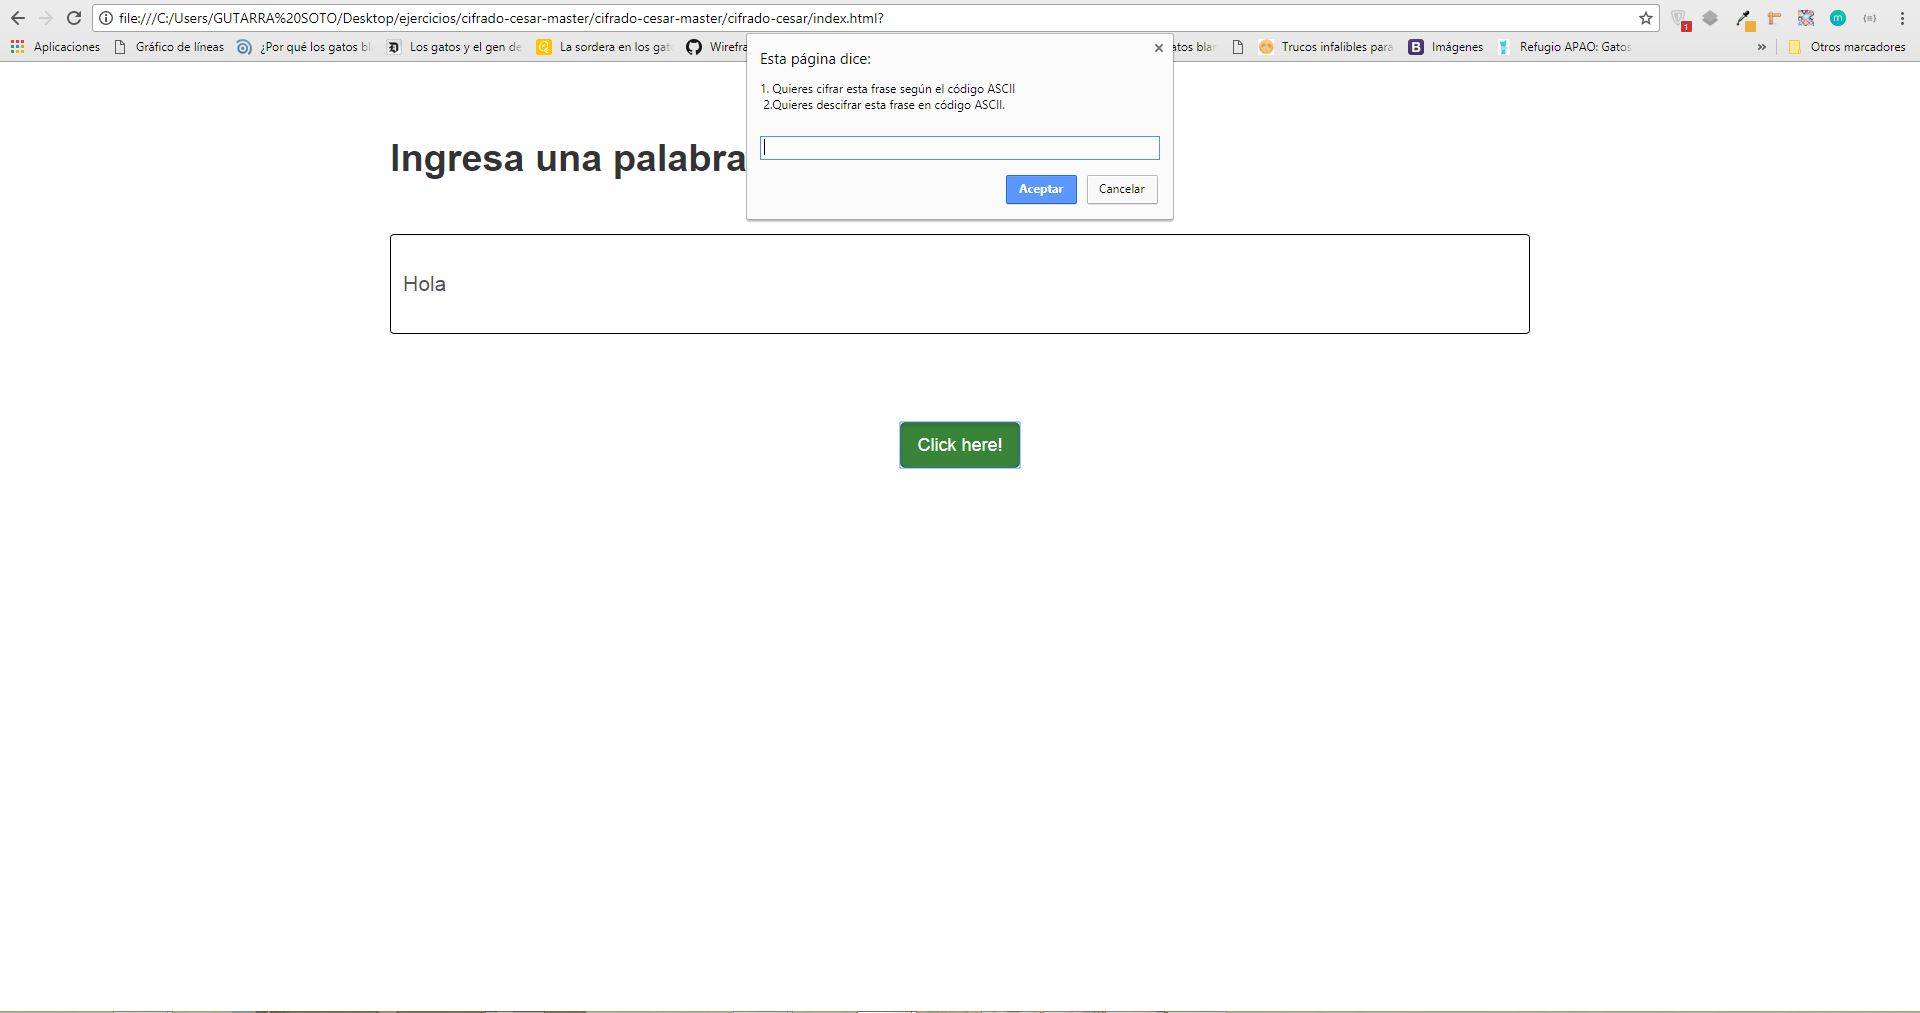 file:///C:/Users/GUTARRA%20SOTO/Desktop/ejercicios/cifrado-cesar-master/cifrado-cesar-master/cifrado-cesar/index.html?
1
m
Aplicaciones
Gráfico de líneas
¿Por qué los gatos bl
Los gatos y el gen de
La sordera en los gat
Wirefra
atos blan
Trucos infalibles para
B Imágenes
Refugio APAO: Gatos
»
Otros marcadores
Esta página dice:
1. Quieres cifrar esta frase según el código ASCII
2.Quieres descifrar esta frase en código ASCII.
Aceptar
Cancelar
Ingresa una palabra
Hola
Click here!